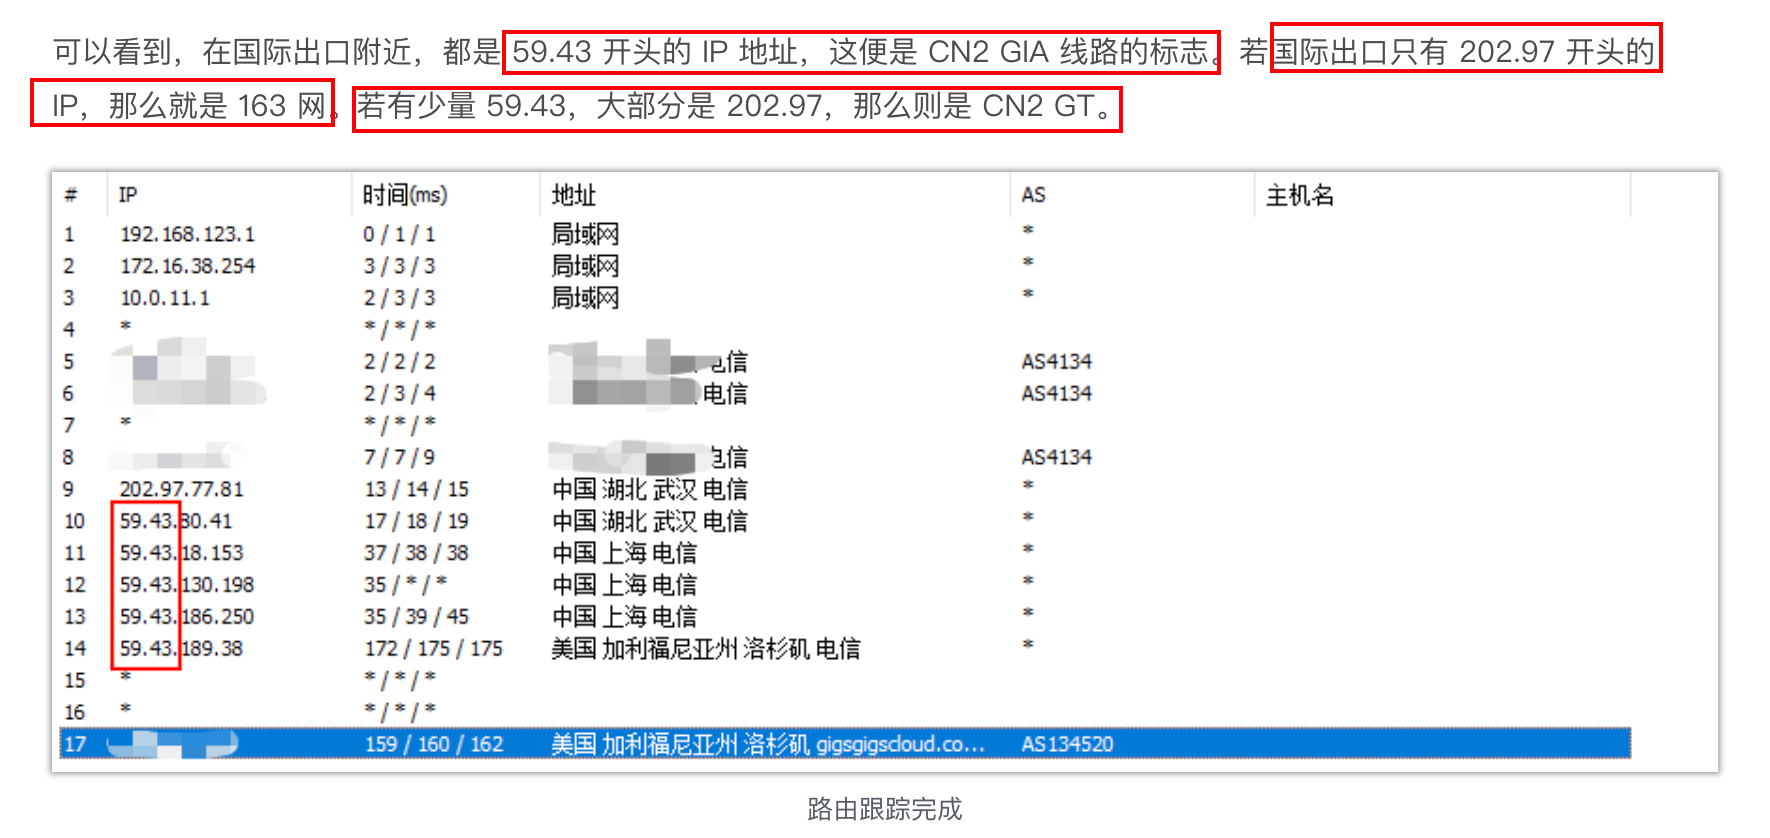 可以看到，在国际出口附近，都是 59.43 开头的 IP 地址，这便是 CN2 GIA 线路的标志。若国际出口只有 202.97 开头的
IP，那么就是 163 网。若有少量 59.43，大部分是 202.97，那么则是 CN2 GT。
# IP 时间(ms) 地址 AS 主机名
1 192.168.123.1 0 / 1 / 1 局域网 *
2 172.16.38.254 3 / 3 / 3 局域网 *
3 10.0.11.1 2 / 3 / 3 局域网 *
4 * * / * / *
5 2 / 2 / 2 电信 AS4134
6 2 / 3 / 4 电信 AS4134
7 * * / * / *
8 7 / 7 / 9 电信 AS4134
9 202.97.77.81 13 / 14 / 15 中国 湖北 武汉 电信 *
10 59.43.80.41 17 / 18 / 19 中国 湖北 武汉 电信 *
11 59.43.18.153 37 / 38 / 38 中国 上海 电信 *
12 59.43.130.198 35 / * / * 中国 上海 电信 *
13 59.43.186.250 35 / 39 / 45 中国 上海 电信 *
14 59.43.189.38 172 / 175 / 175 美国 加利福尼亚州 洛杉矶 电信 *
15 * * / * / *
16 * * / * / *
17 159 / 160 / 162 美国 加利福尼亚州 洛杉矶 gigsgigscloud.co... AS134520
路由跟踪完成